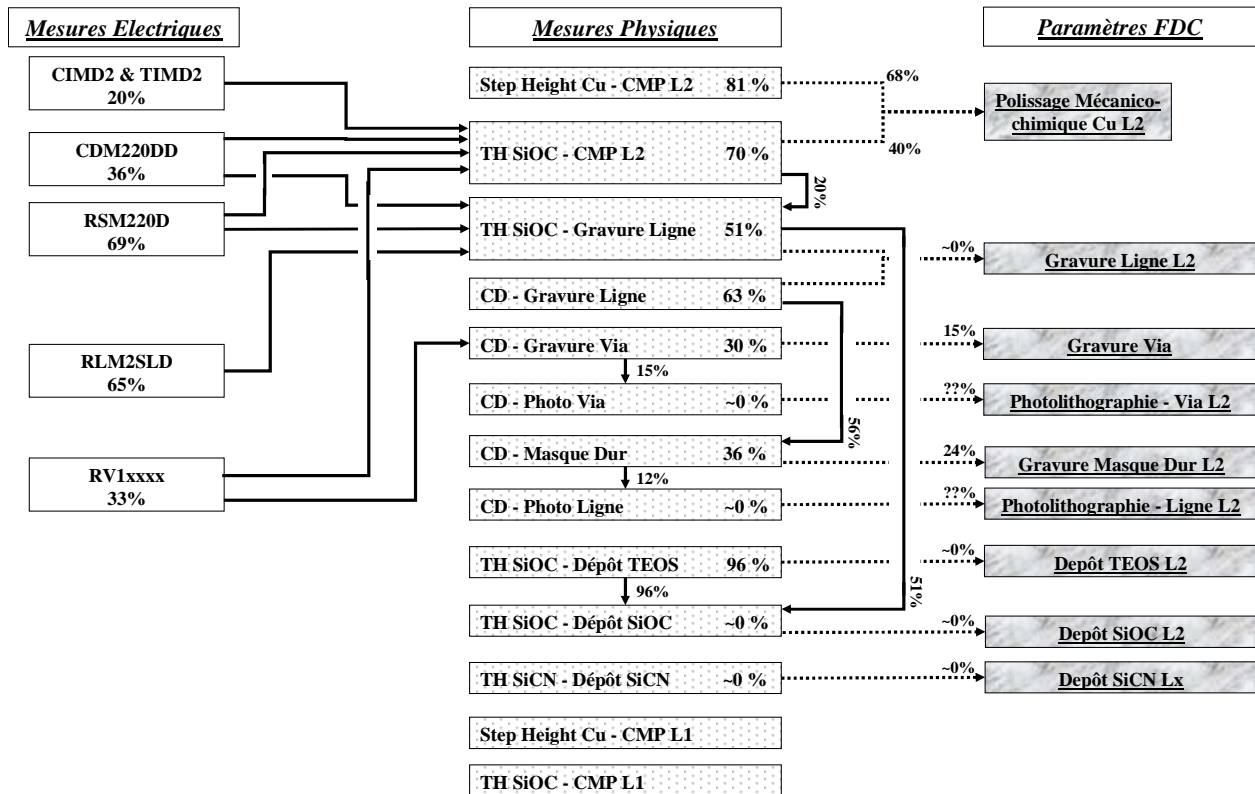 Mesures Electriques
CIMD2 & TIMD2
20%
CDM220DD
36%
RSM220D
69%
RLM2SLD
65%
RV1xxxx
33%
Mesures Physiques
Step Height Cu - CMP L2 81 %
TH SiOC - CMP L2 70 %
20%
TH SiOC - Gravure Ligne 51%
CD - Gravure Ligne 63 %
CD - Gravure Via 30 %
15%
CD - Photo Via ~0 %
56%
CD - Masque Dur 36 %
12%
CD - Photo Ligne ~0 %
TH SiOC - Dépôt TEOS 96 %
96%
51%
TH SiOC - Dépôt SiOC ~0 %
TH SiCN - Dépôt SiCN ~0 %
Step Height Cu - CMP L1
TH SiOC - CMP L1
Paramètres FDC
68%
40%
Polissage Mécanico-
chimique Cu L2
~0%
Gravure Ligne L2
15%
Gravure Via
??%
Photolithographie - Via L2
24%
Gravure Masque Dur L2
??%
Photolithographie - Ligne L2
~0%
Depôt TEOS L2
~0%
Depôt SiOC L2
~0%
Depôt SiCN Lx